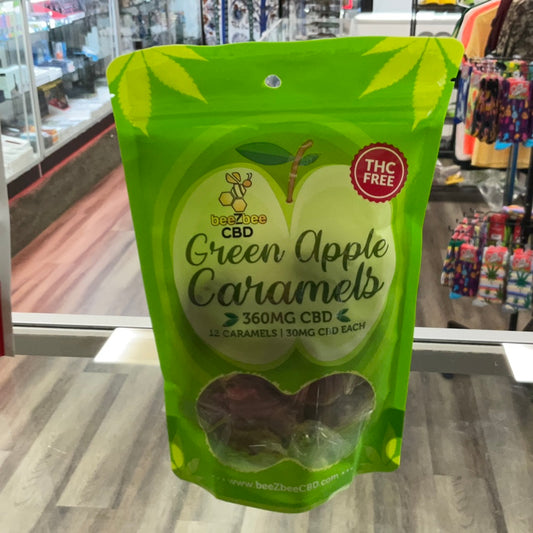 THC
FREE
beeZbee
CBD
Green Apple
Caramels
360MG CBD
12 CARAMELS | 30MG CBD EACH
www.beeZbeeCBD.com